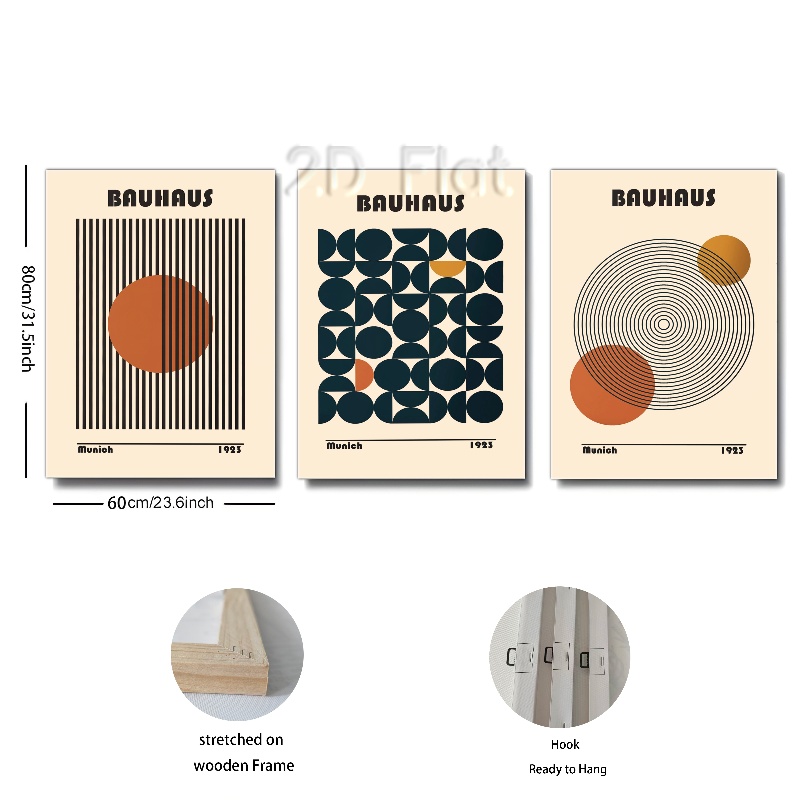 2D Flat
BAUHAUS
BAUHAUS
BAUHAUS
80cm/31.5inch
Munich 1923
Munich 1923
Munich 1923
60cm/23.6inch
stretched on
wooden Frame
Hook
Ready to Hang